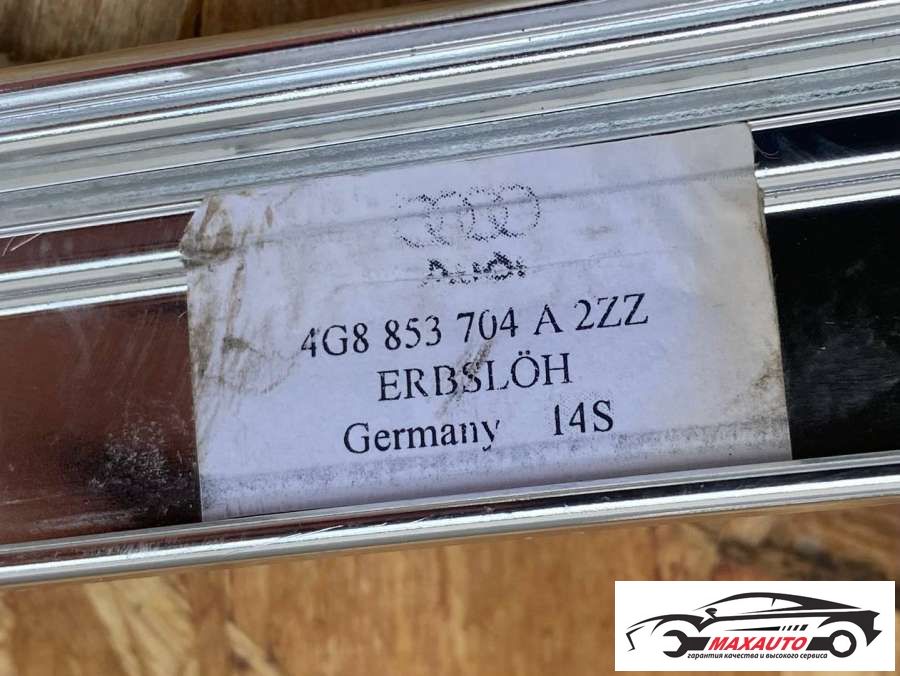 AUDI
4G8 853 704 A 2ZZ
ERBSLÖH
Germany 14S
MAXAUTO
гарантия качества и высокого сервиса